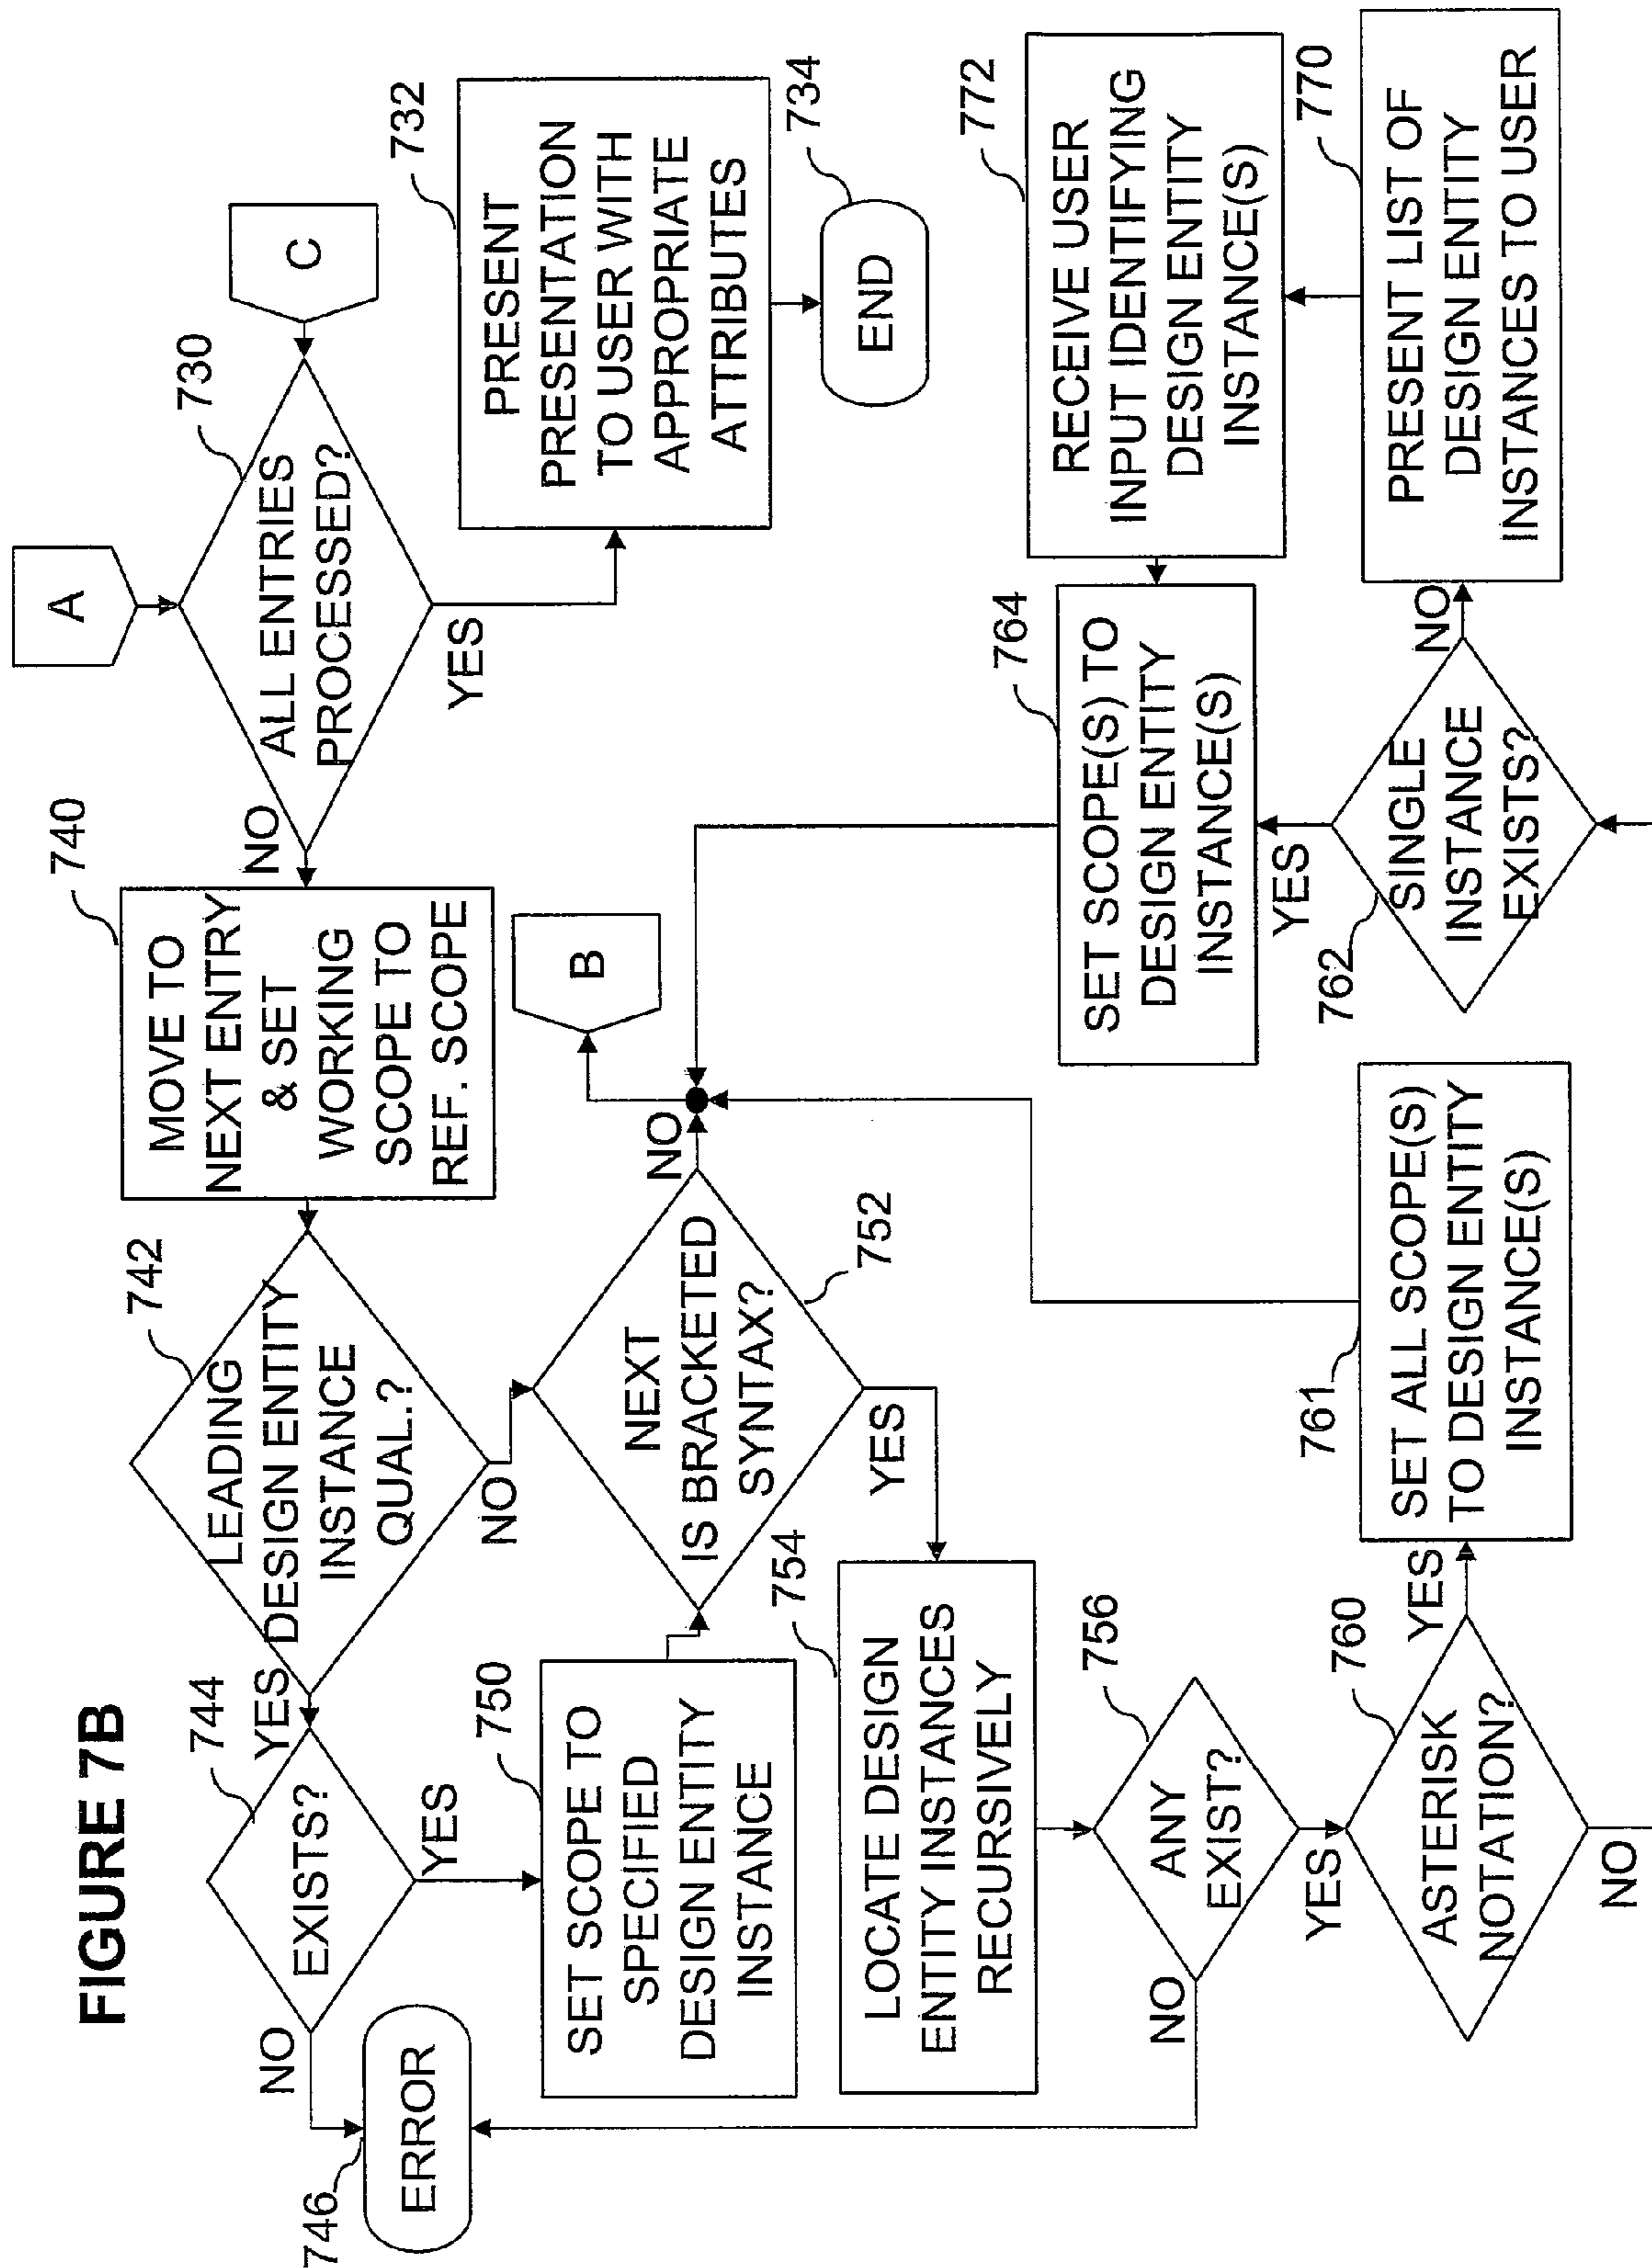 FIGURE 7B
A
C
730
ALL ENTRIES
PROCESSED?
NO
YES
732
PRESENT
PRESENTATION
TO USER WITH
APPROPRIATE
ATTRIBUTES
734
END
740
MOVE TO
NEXT ENTRY
& SET
WORKING
SCOPE TO
REF. SCOPE
742
LEADING
DESIGN ENTITY
INSTANCE
QUAL.?
YES
NO
744
EXISTS?
NO
YES
746
ERROR
750
SET SCOPE TO
SPECIFIED
DESIGN ENTITY
INSTANCE
752
NEXT
IS BRACKETED
SYNTAX?
NO
YES
B
754
LOCATE DESIGN
ENTITY INSTANCES
RECURSIVELY
756
ANY
EXIST?
NO
YES
760
ASTERISK
NOTATION?
YES
NO
761
SET ALL SCOPE(S)
TO DESIGN ENTITY
INSTANCE(S)
762
SINGLE
INSTANCE
EXISTS?
YES
NO
764
SET SCOPE(S) TO
DESIGN ENTITY
INSTANCE(S)
770
PRESENT LIST OF
DESIGN ENTITY
INSTANCES TO USER
772
RECEIVE USER
INPUT IDENTIFYING
DESIGN ENTITY
INSTANCE(S)